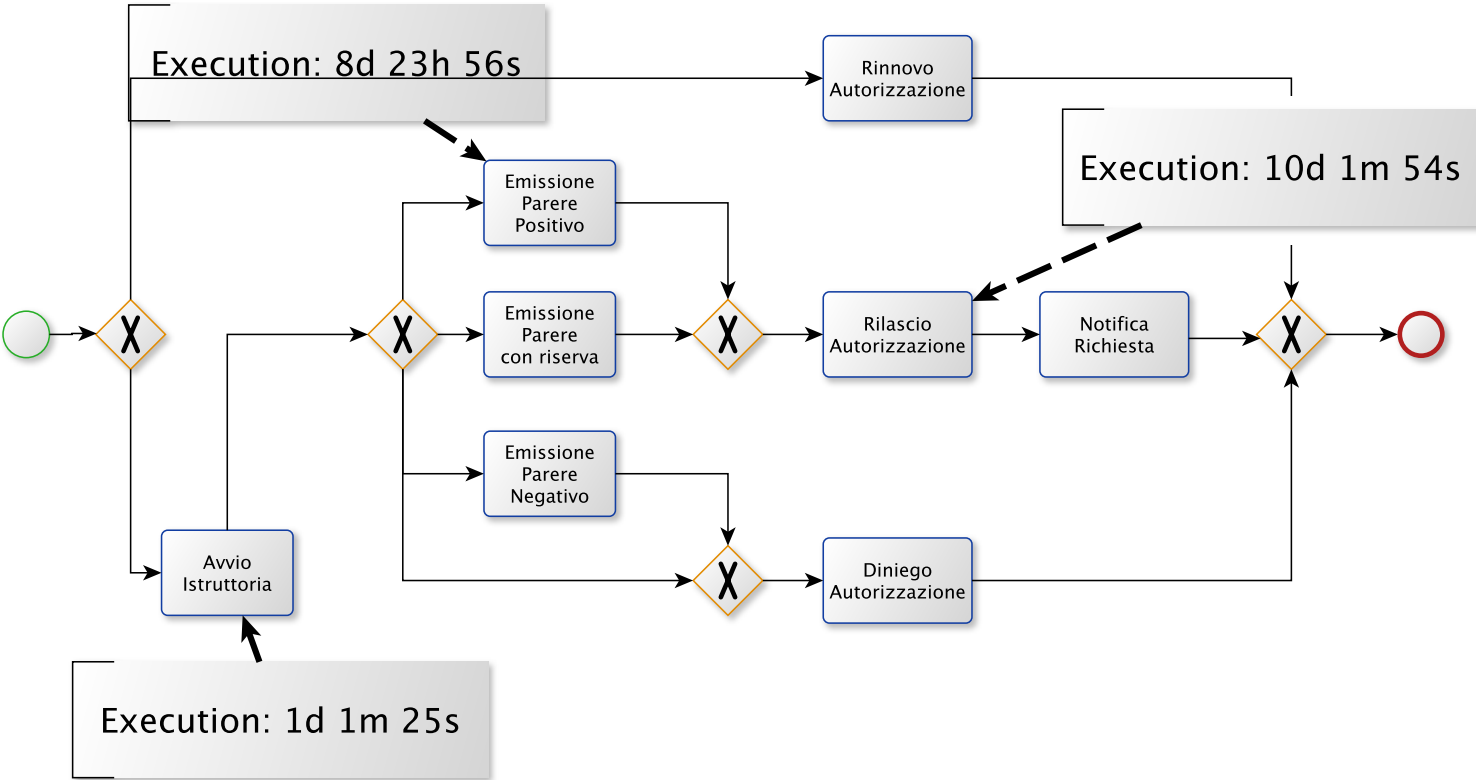 Execution: 8d 23h 56s
Rinnovo
Autorizzazione
Execution: 10d 1m 54s
Emissione
Parere
Positivo
X
X
Emissione
Parere
con riserva
X
Rilascio
Autorizzazione
Notifica
Richiesta
X
Emissione
Parere
Negativo
Avvio
Istruttoria
X
Diniego
Autorizzazione
Execution: 1d 1m 25s